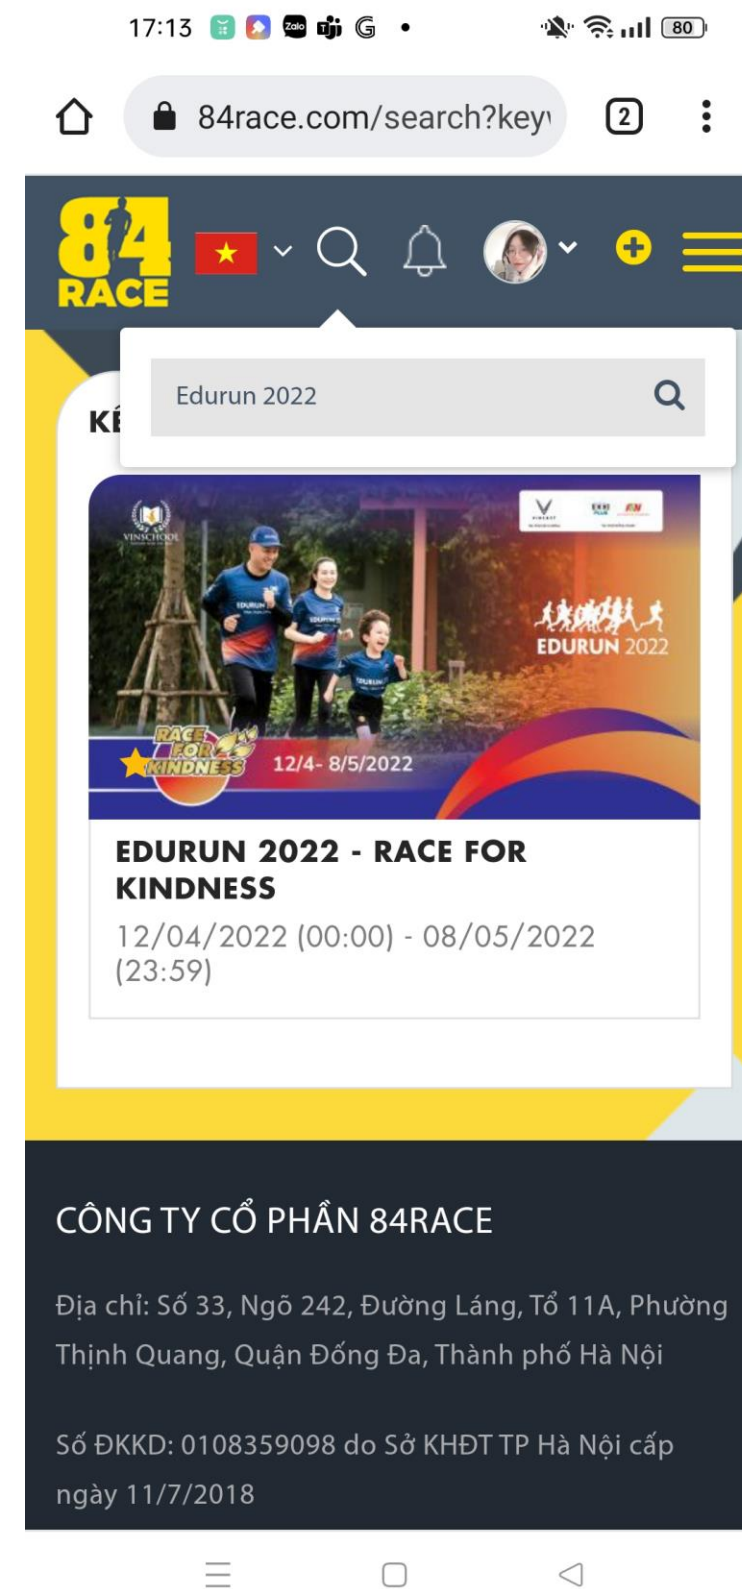 17:13
Zalo
80
84race.com/search?key
2
84
RACE
Edurun 2022
KẾ
VINSCHOOL
VINFAST
EDURUN
EDURUN 2022
RACE
FOR
KINDNESS
12/4- 8/5/2022
EDURUN 2022 - RACE FOR
KINDNESS
12/04/2022 (00:00) - 08/05/2022
(23:59)
CÔNG TY CỔ PHẦN 84RACE
Địa chỉ: Số 33, Ngõ 242, Đường Láng, Tổ 11A, Phường
Thịnh Quang, Quận Đống Đa, Thành phố Hà Nội
Số ĐKKD: 0108359098 do Sở KHĐT TP Hà Nội cấp
ngày 11/7/2018